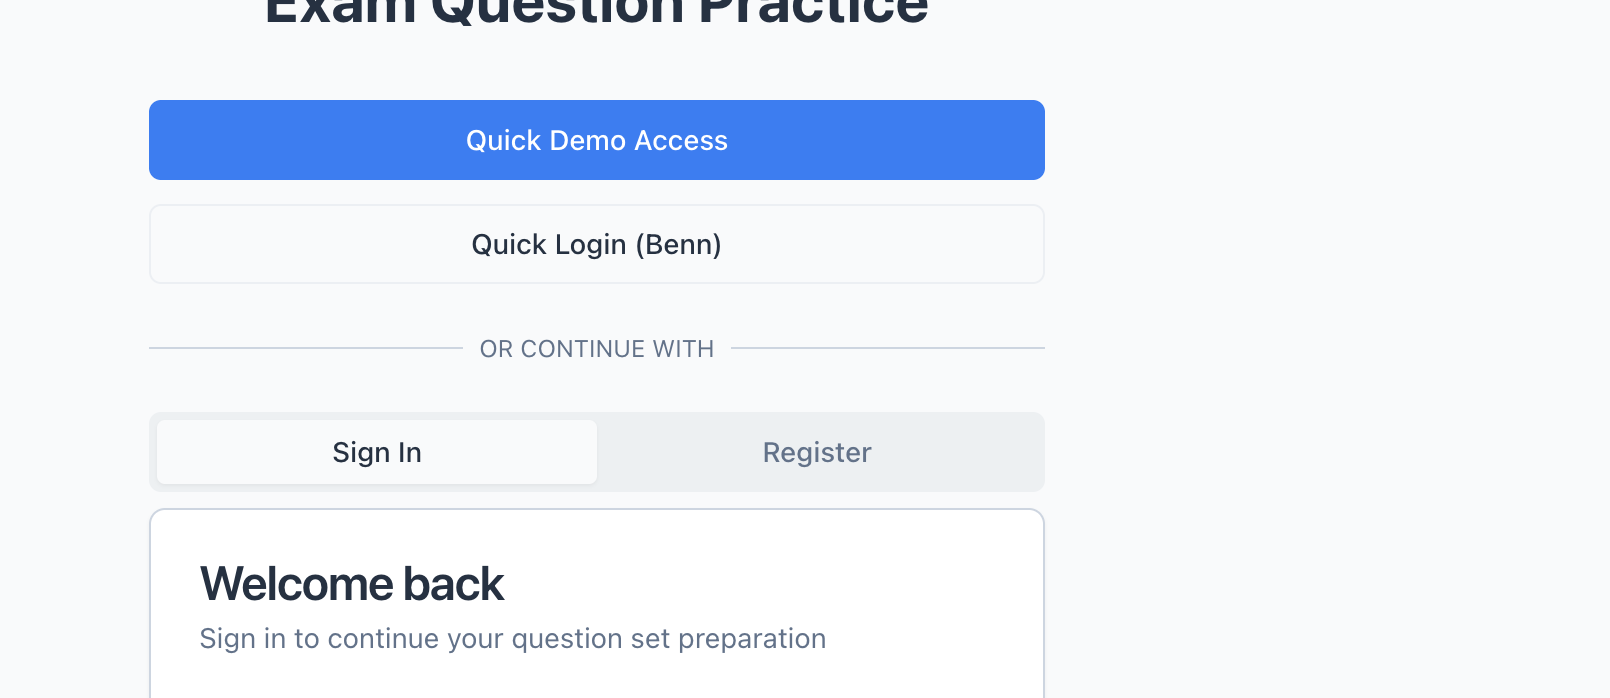 Exam Question Practice
Quick Demo Access
Quick Login (Benn)
OR CONTINUE WITH
Sign In
Register
Welcome back
Sign in to continue your question set preparation